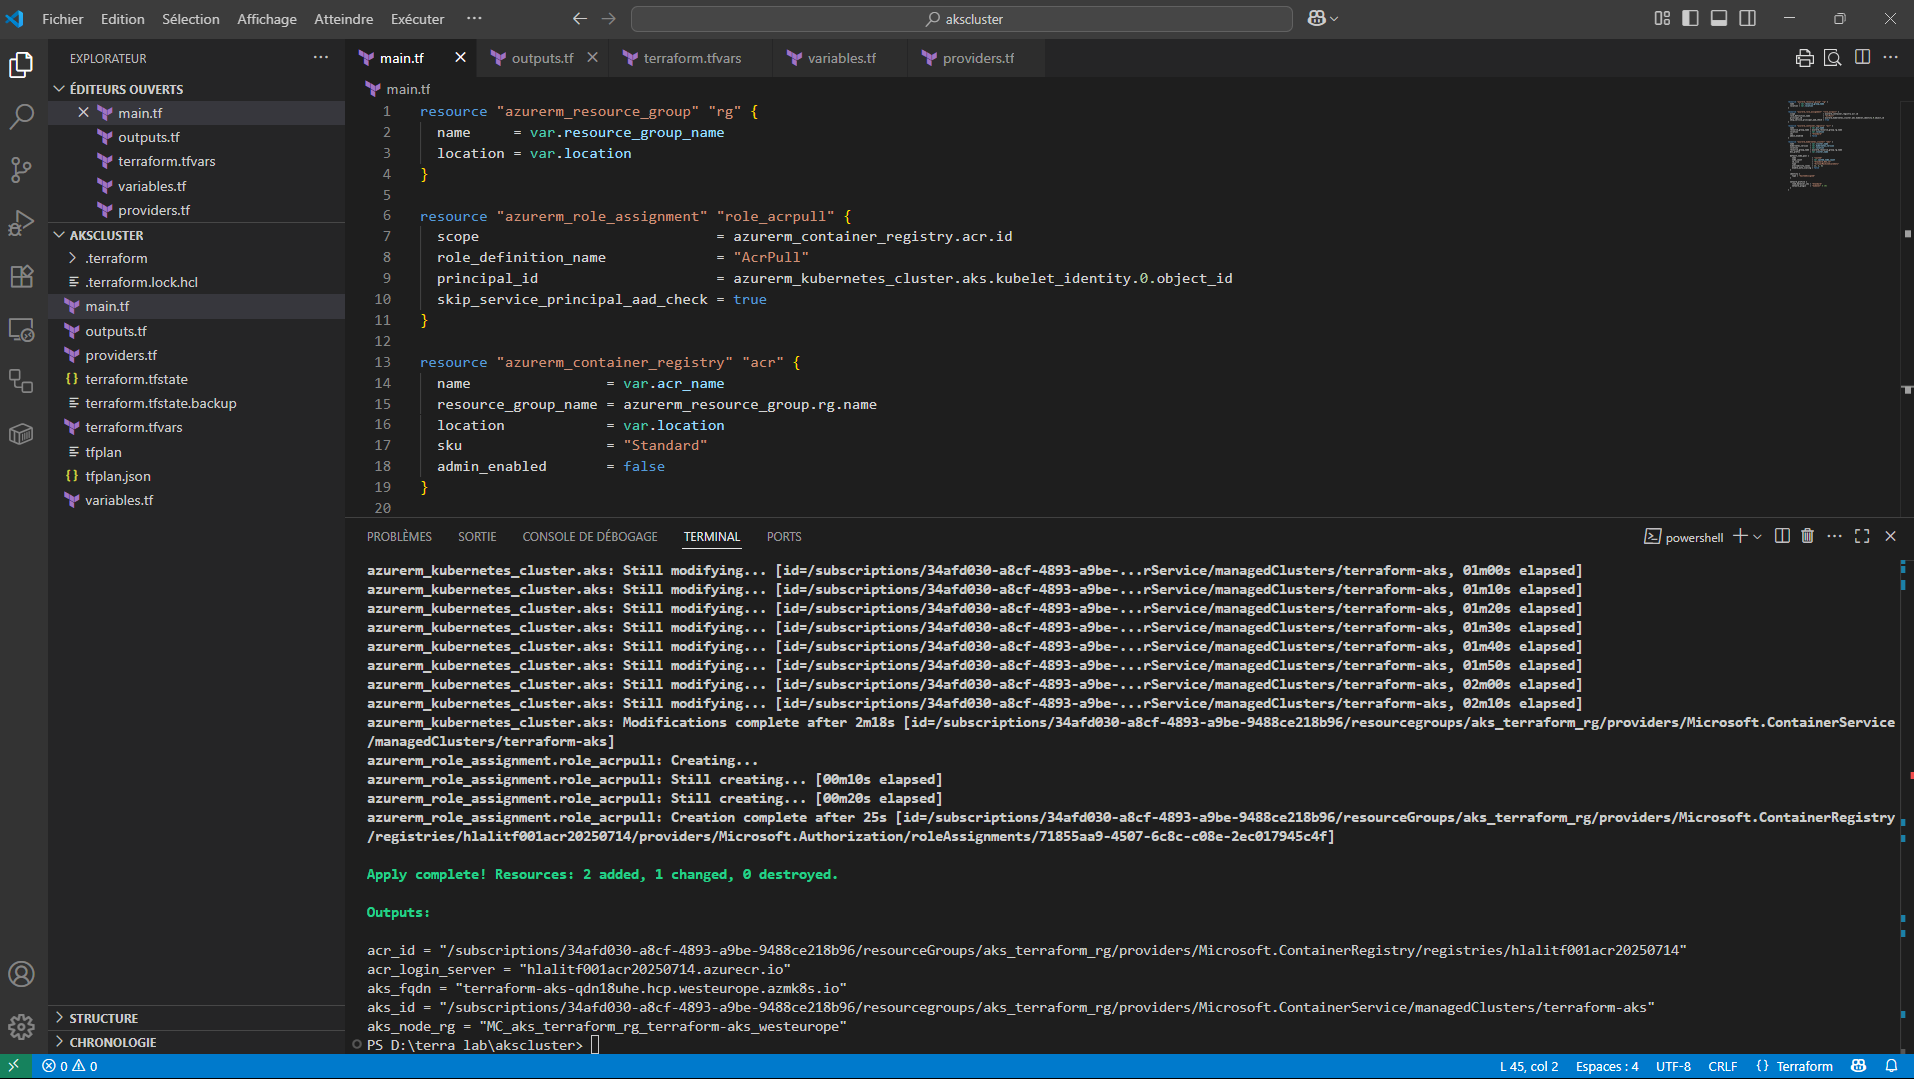 Fichier Edition Sélection Affichage Atteindre Exécuter ··· akscluster
EXPLORATEUR ···
ÉDITEURS OUVERTS
main.tf
outputs.tf
terraform.tfvars
variables.tf
providers.tf
AKSCLUSTER
.terraform
.terraform.lock.hcl
main.tf
outputs.tf
providers.tf
terraform.tfstate
terraform.tfstate.backup
terraform.tfvars
tfplan
tfplan.json
variables.tf
STRUCTURE
CHRONOLOGIE
main.tf outputs.tf terraform.tfvars variables.tf providers.tf
main.tf
1 resource "azurerm_resource_group" "rg" {
2 name = var.resource_group_name
3 location = var.location
4 }
5
6 resource "azurerm_role_assignment" "role_acrpull" {
7 scope = azurerm_container_registry.acr.id
8 role_definition_name = "AcrPull"
9 principal_id = azurerm_kubernetes_cluster.aks.kubelet_identity.0.object_id
10 skip_service_principal_aad_check = true
11 }
12
13 resource "azurerm_container_registry" "acr" {
14 name = var.acr_name
15 resource_group_name = azurerm_resource_group.rg.name
16 location = var.location
17 sku = "Standard"
18 admin_enabled = false
19 }
20
PROBLÈMES SORTIE CONSOLE DE DÉBOGAGE TERMINAL PORTS powershell
azurerm_kubernetes_cluster.aks: Still modifying... [id=/subscriptions/34afd030-a8cf-4893-a9be-...rService/managedClusters/terraform-aks, 01m00s elapsed]
azurerm_kubernetes_cluster.aks: Still modifying... [id=/subscriptions/34afd030-a8cf-4893-a9be-...rService/managedClusters/terraform-aks, 01m10s elapsed]
azurerm_kubernetes_cluster.aks: Still modifying... [id=/subscriptions/34afd030-a8cf-4893-a9be-...rService/managedClusters/terraform-aks, 01m20s elapsed]
azurerm_kubernetes_cluster.aks: Still modifying... [id=/subscriptions/34afd030-a8cf-4893-a9be-...rService/managedClusters/terraform-aks, 01m30s elapsed]
azurerm_kubernetes_cluster.aks: Still modifying... [id=/subscriptions/34afd030-a8cf-4893-a9be-...rService/managedClusters/terraform-aks, 01m40s elapsed]
azurerm_kubernetes_cluster.aks: Still modifying... [id=/subscriptions/34afd030-a8cf-4893-a9be-...rService/managedClusters/terraform-aks, 01m50s elapsed]
azurerm_kubernetes_cluster.aks: Still modifying... [id=/subscriptions/34afd030-a8cf-4893-a9be-...rService/managedClusters/terraform-aks, 02m00s elapsed]
azurerm_kubernetes_cluster.aks: Still modifying... [id=/subscriptions/34afd030-a8cf-4893-a9be-...rService/managedClusters/terraform-aks, 02m10s elapsed]
azurerm_kubernetes_cluster.aks: Modifications complete after 2m18s [id=/subscriptions/34afd030-a8cf-4893-a9be-9488ce218b96/resourcegroups/aks_terraform_rg/providers/Microsoft.ContainerService
/managedClusters/terraform-aks]
azurerm_role_assignment.role_acrpull: Creating...
azurerm_role_assignment.role_acrpull: Still creating... [00m10s elapsed]
azurerm_role_assignment.role_acrpull: Still creating... [00m20s elapsed]
azurerm_role_assignment.role_acrpull: Creation complete after 25s [id=/subscriptions/34afd030-a8cf-4893-a9be-9488ce218b96/resourceGroups/aks_terraform_rg/providers/Microsoft.ContainerRegistry
/registries/hlalitf001acr20250714/providers/Microsoft.Authorization/roleAssignments/71855aa9-4507-6c8c-c08e-2ec017945c4f]
Apply complete! Resources: 2 added, 1 changed, 0 destroyed.
Outputs:
acr_id = "/subscriptions/34afd030-a8cf-4893-a9be-9488ce218b96/resourceGroups/aks_terraform_rg/providers/Microsoft.ContainerRegistry/registries/hlalitf001acr20250714"
acr_login_server = "hlalitf001acr20250714.azurecr.io"
aks_fqdn = "terraform-aks-qdn18uhe.hcp.westeurope.azmk8s.io"
aks_id = "/subscriptions/34afd030-a8cf-4893-a9be-9488ce218b96/resourcegroups/aks_terraform_rg/providers/Microsoft.ContainerService/managedClusters/terraform-aks"
aks_node_rg = "MC_aks_terraform_rg_terraform-aks_westeurope"
PS D:\terra lab\akscluster>
0 0 L 45, col 2 Espaces : 4 UTF-8 CRLF {} Terraform